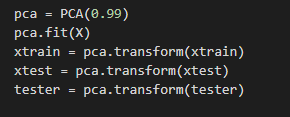 pca = PCA(0.99)
pca.fit(X)
xtrain = pca.transform(xtrain)
xtest = pca.transform(xtest)
tester = pca.transform(tester)